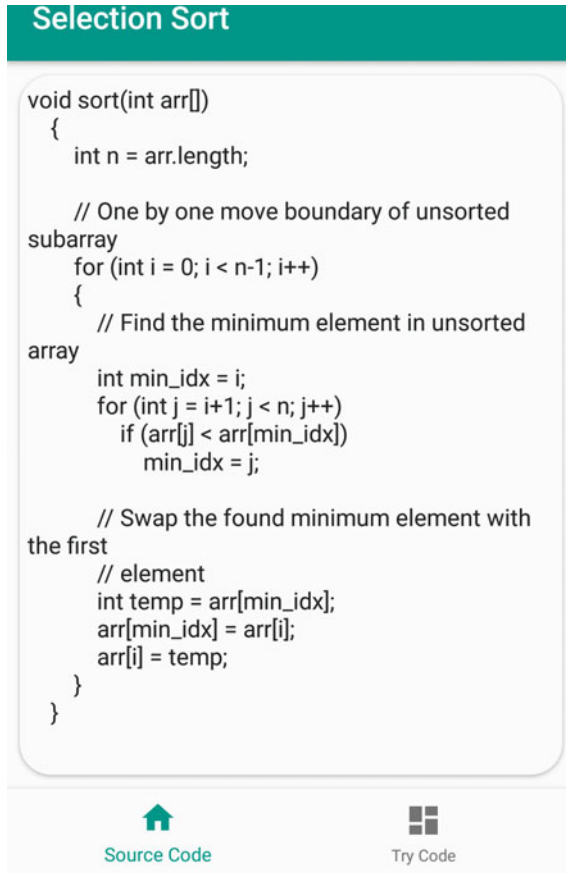 Selection Sort
void sort(int arr[])
{
int n = arr.length;
// One by one move boundary of unsorted
subarray
for (int i = 0; i < n-1; i++)
{
// Find the minimum element in unsorted
array
int min_idx = i;
for (int j = i+1; j < n; j++)
if (arr[j] < arr[min_idx])
min_idx = j;
// Swap the found minimum element with
the first
// element
int temp = arr[min_idx];
arr[min_idx] = arr[i];
arr[i] = temp;
}
}
Source Code
Try Code